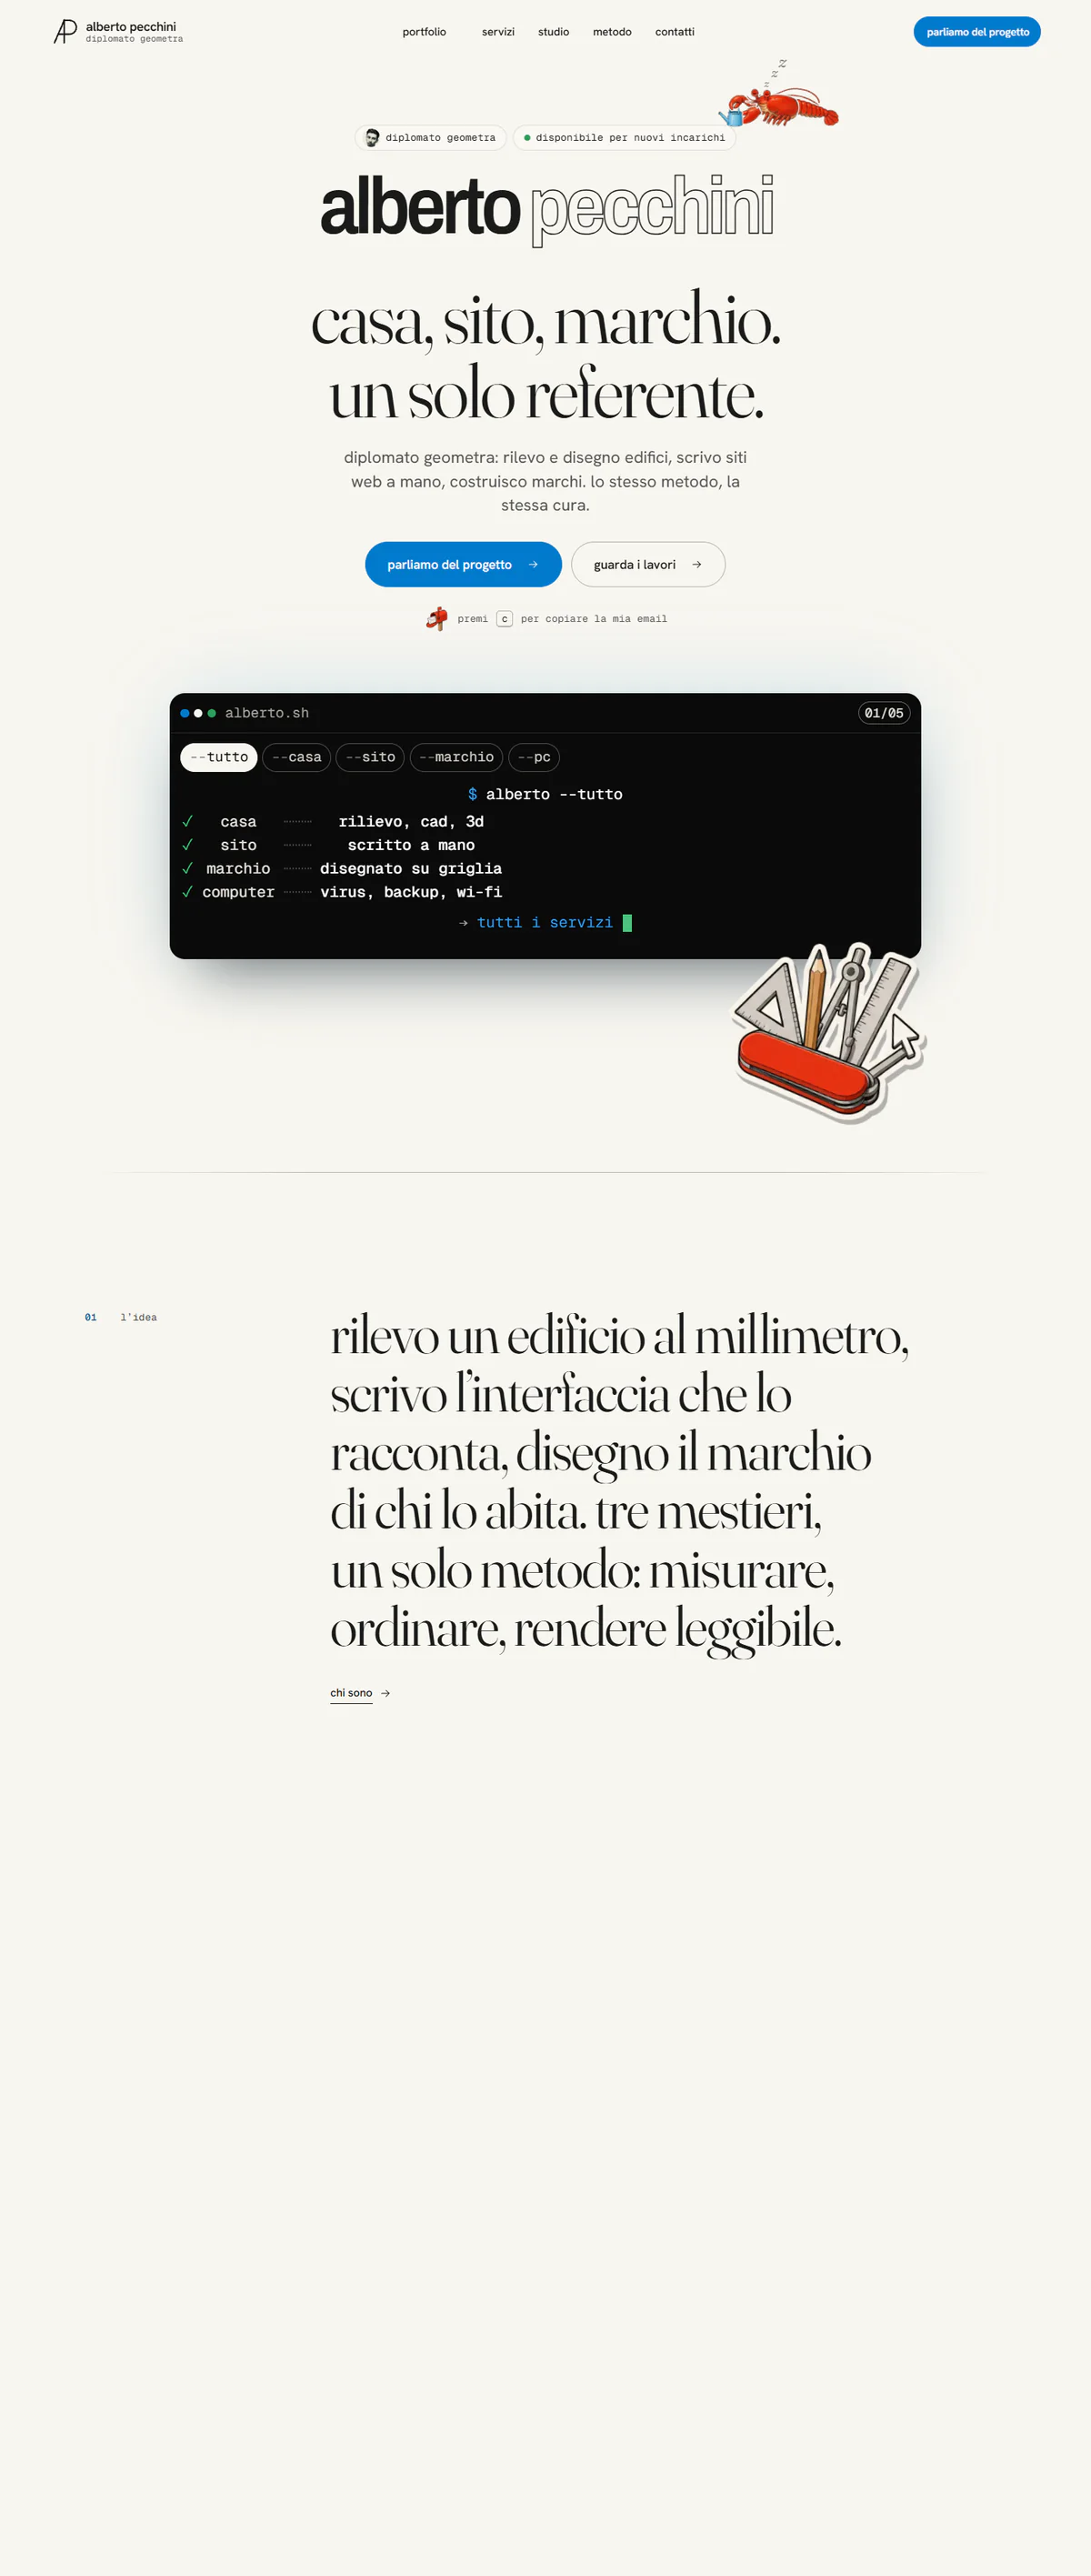 alberto pecchini
diplomato geometra
portfolio servizi studio metodo contatti
parliamo del progetto
z z z
diplomato geometra
disponibile per nuovi incarichi
alberto pecchini
casa, sito, marchio.
un solo referente.
diplomato geometra: rilevo e disegno edifici, scrivo siti
web a mano, costruisco marchi. lo stesso metodo, la
stessa cura.
parliamo del progetto →
guarda i lavori →
premi c per copiare la mia email
alberto.sh 01/05
--tutto --casa --sito --marchio --pc
$ alberto --tutto
✓ casa ········· rilievo, cad, 3d
✓ sito ········· scritto a mano
✓ marchio ········· disegnato su griglia
✓ computer ········· virus, backup, wi-fi
→ tutti i servizi
01 l'idea
rilevo un edificio al millimetro,
scrivo l'interfaccia che lo
racconta, disegno il marchio
di chi lo abita. tre mestieri,
un solo metodo: misurare,
ordinare, rendere leggibile.
chi sono →